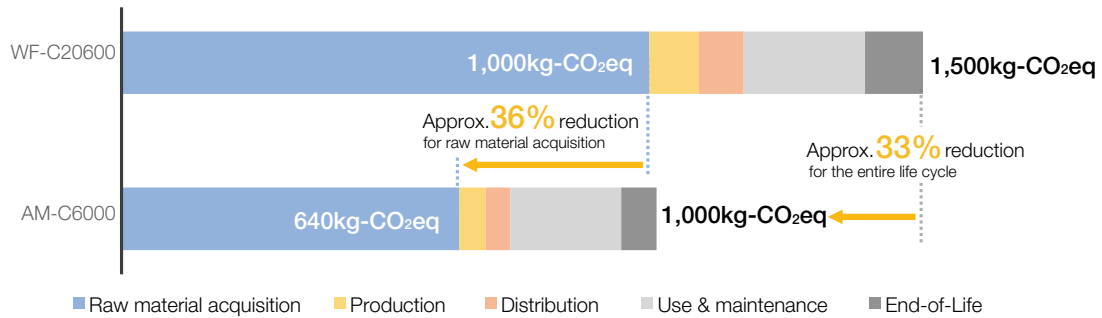 WF-C20600
1,000kg-CO₂eq
1,500kg-CO₂eq
Approx.36% reduction
for raw material acquisition
Approx.33% reduction
for the entire life cycle
AM-C6000
640kg-CO₂eq
1,000kg-CO₂eq
Raw material acquisition
Production
Distribution
Use & maintenance
End-of-Life